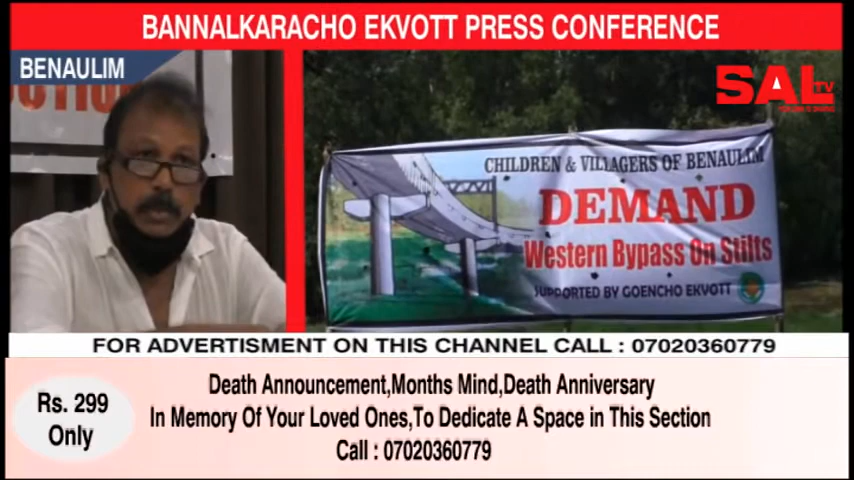 BANNALKARACHO EKVOTT PRESS CONFERENCE
BENAULIM
SAL TV
CHILDREN & VILLAGERS OF BENAULIM
DEMAND
Western Bypass On Stilts
SUPPORTED BY GOENCHO EKVOTT
FOR ADVERTISMENT ON THIS CHANNEL CALL : 07020360779
Rs. 299
Only
Death Announcement,Months Mind,Death Anniversary
In Memory Of Your Loved Ones,To Dedicate A Space in This Section
Call : 07020360779